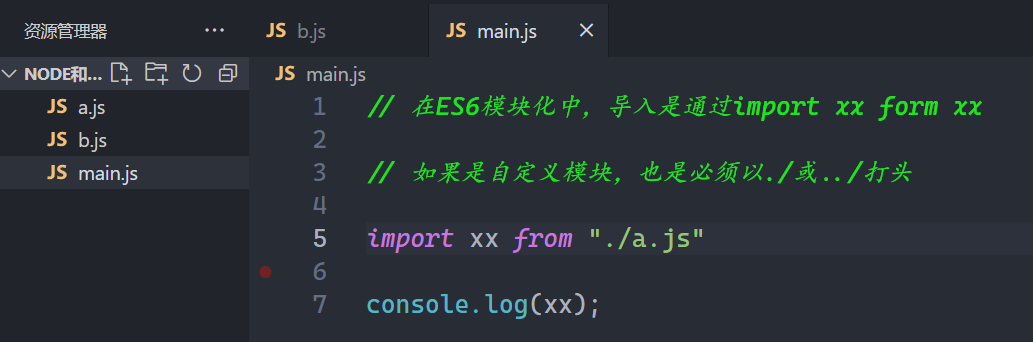 资源管理器 ...
JS b.js
JS main.js ×
NODE和...
JS main.js
JS a.js
JS b.js
JS main.js
1 // 在ES6模块化中，导入是通过import xx form xx
2
3 // 如果是自定义模块，也是必须以./或../打头
4
5 import xx from "./a.js"
6
7 console.log(xx);